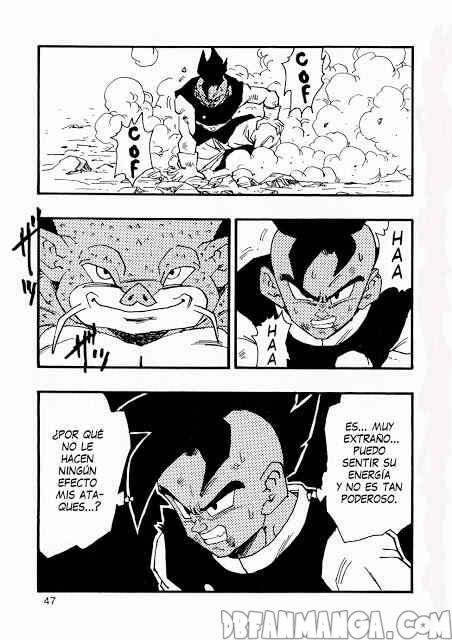 COF
COF
HAA
HAA
ES... MUY
EXTRAÑO...
PUEDO
SENTIR SU
ENERGÍA
Y NO ES TAN
PODEROSO.
¿POR QUÉ
NO LE
HACEN
NINGÚN
EFECTO
MIS ATA-
QUES...?
47
DBFANMANGA.COM